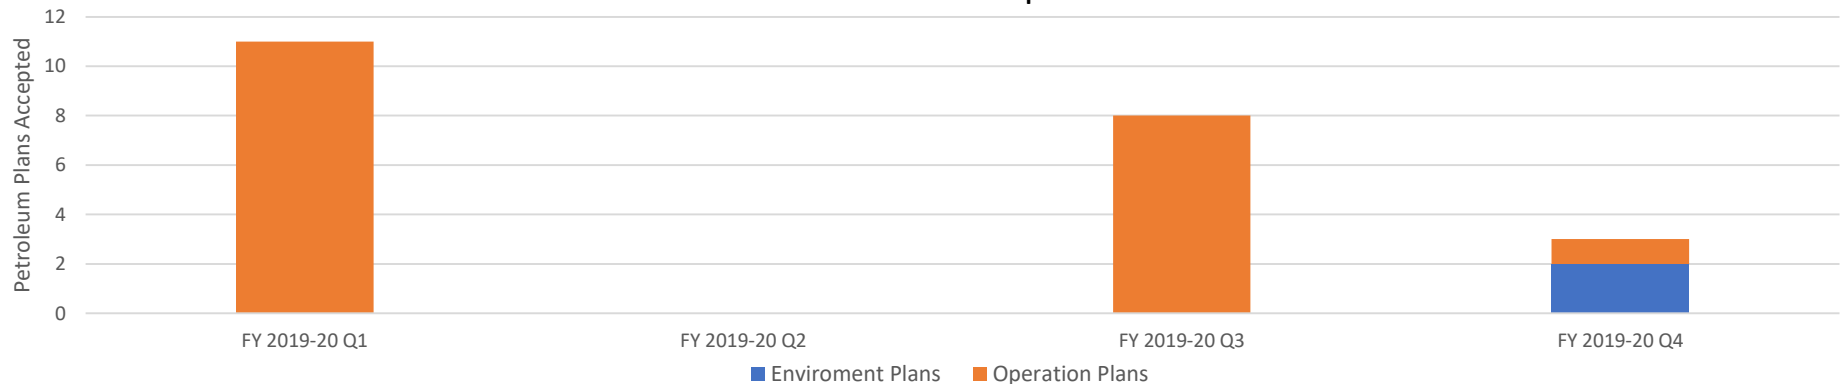 12
10
8
6
4
2
0
Petroleum Plans Accepted
FY 2019-20 Q1
FY 2019-20 Q2
FY 2019-20 Q3
FY 2019-20 Q4
Enviroment Plans
Operation Plans